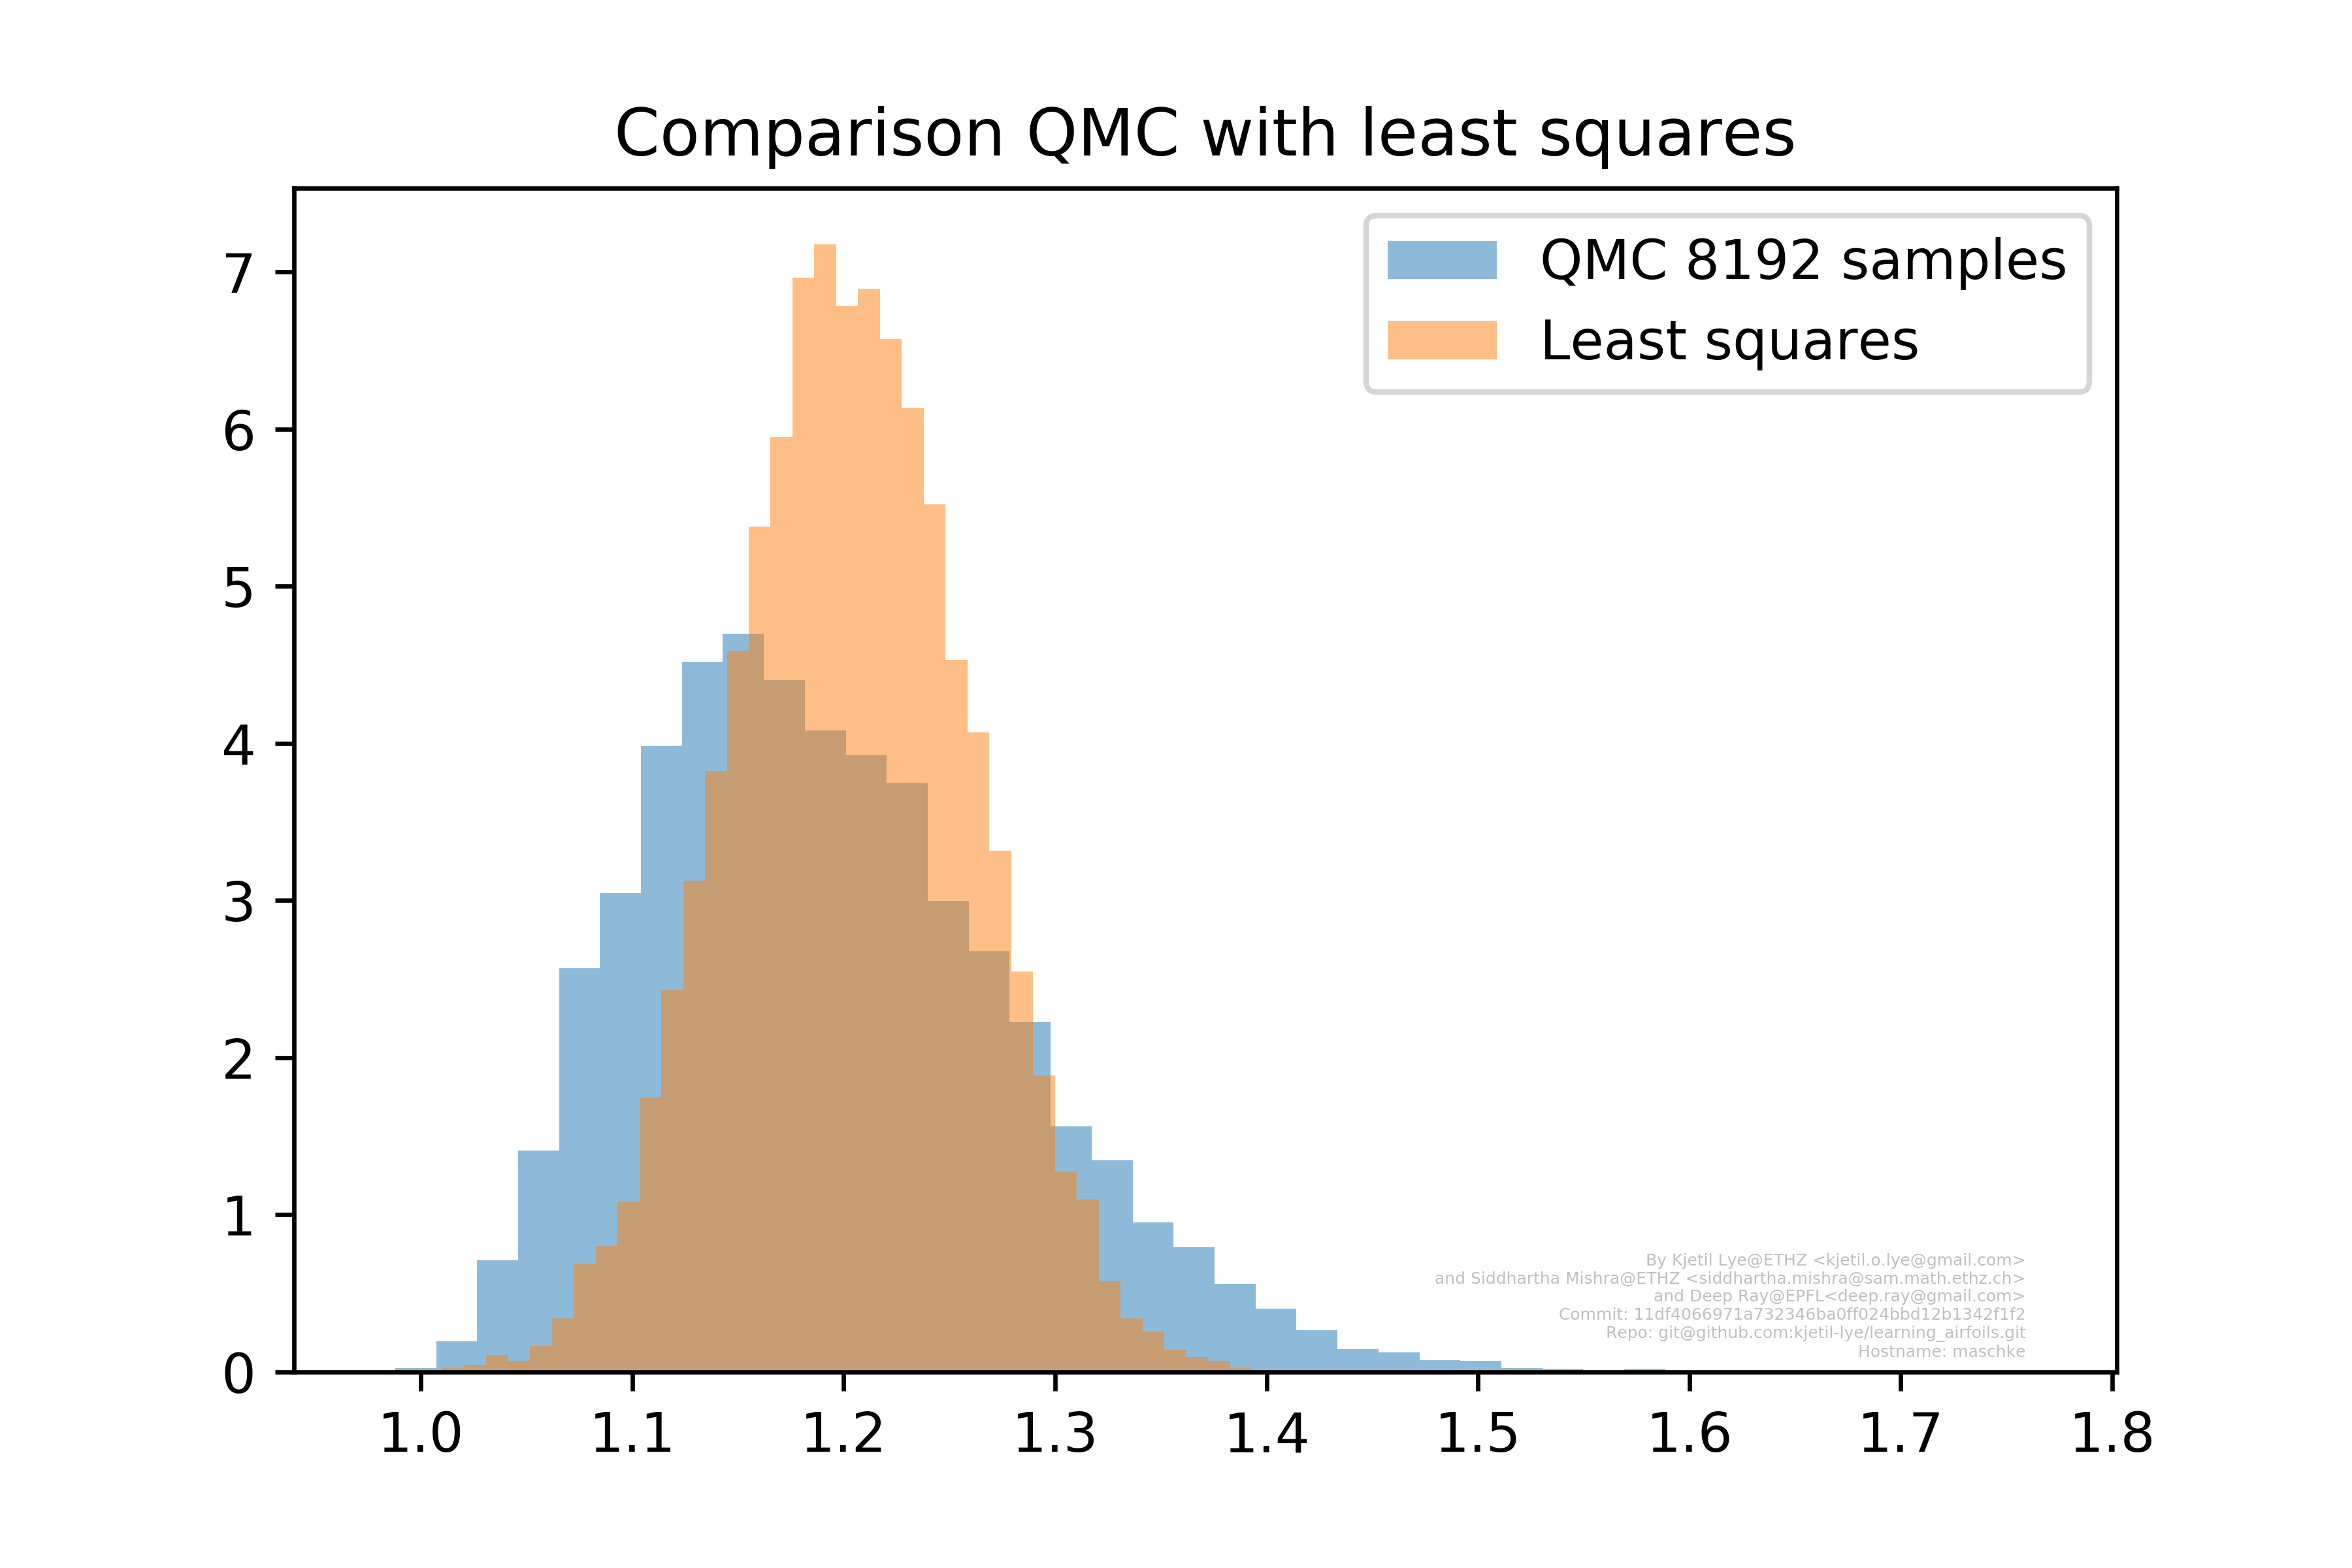 Comparison QMC with least squares
QMC 8192 samples
Least squares
7
6
5
4
3
2
1
0
1.0 1.1 1.2 1.3 1.4 1.5 1.6 1.7 1.8
By Kjetil Lye@ETHZ <kjetil.o.lye@gmail.com>
and Siddhartha Mishra@ETHZ <siddhartha.mishra@sam.math.ethz.ch>
and Deep Ray@EPFL<deep.ray@gmail.com>
Commit: 11df4066971a732346ba0ff024bbd12b1342f1f2
Repo: git@github.com:kjetil-lye/learning_airfoils.git
Hostname: maschke